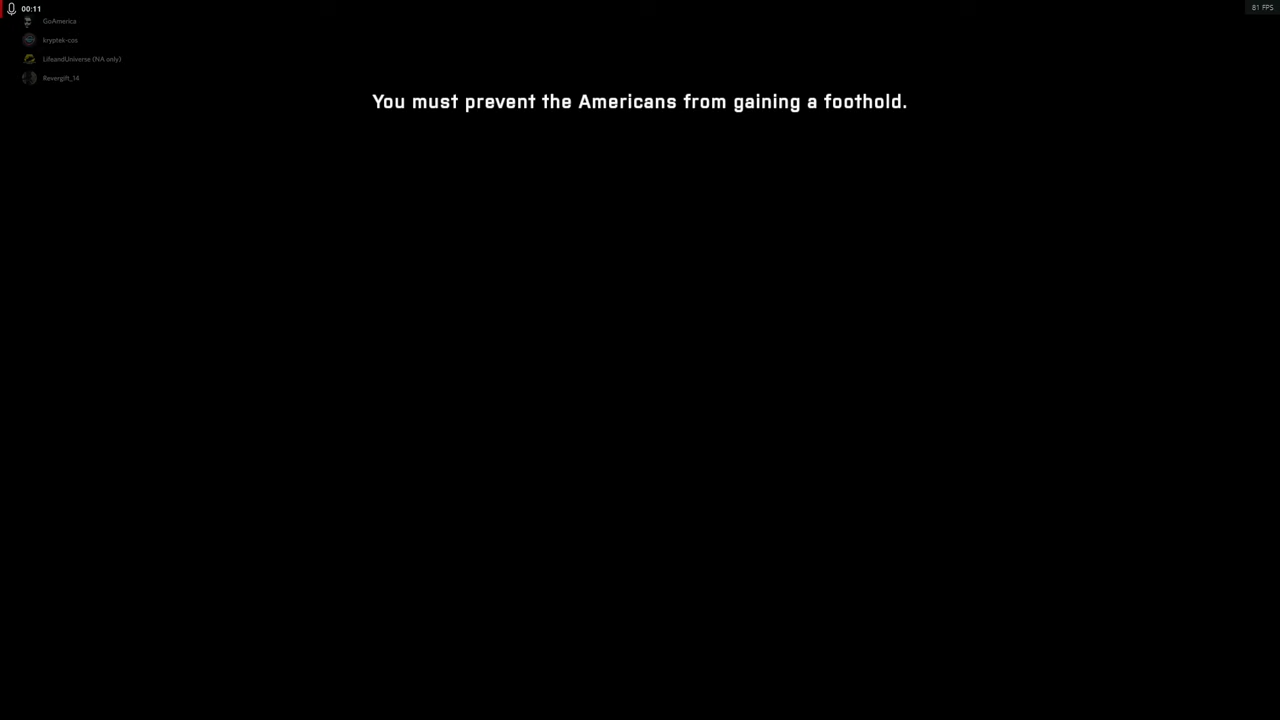 00:11
81 FPS
GoAmerica
kryptek-cos
LifeandUniverse (NA only)
Revergift_14
You must prevent the Americans from gaining a foothold.